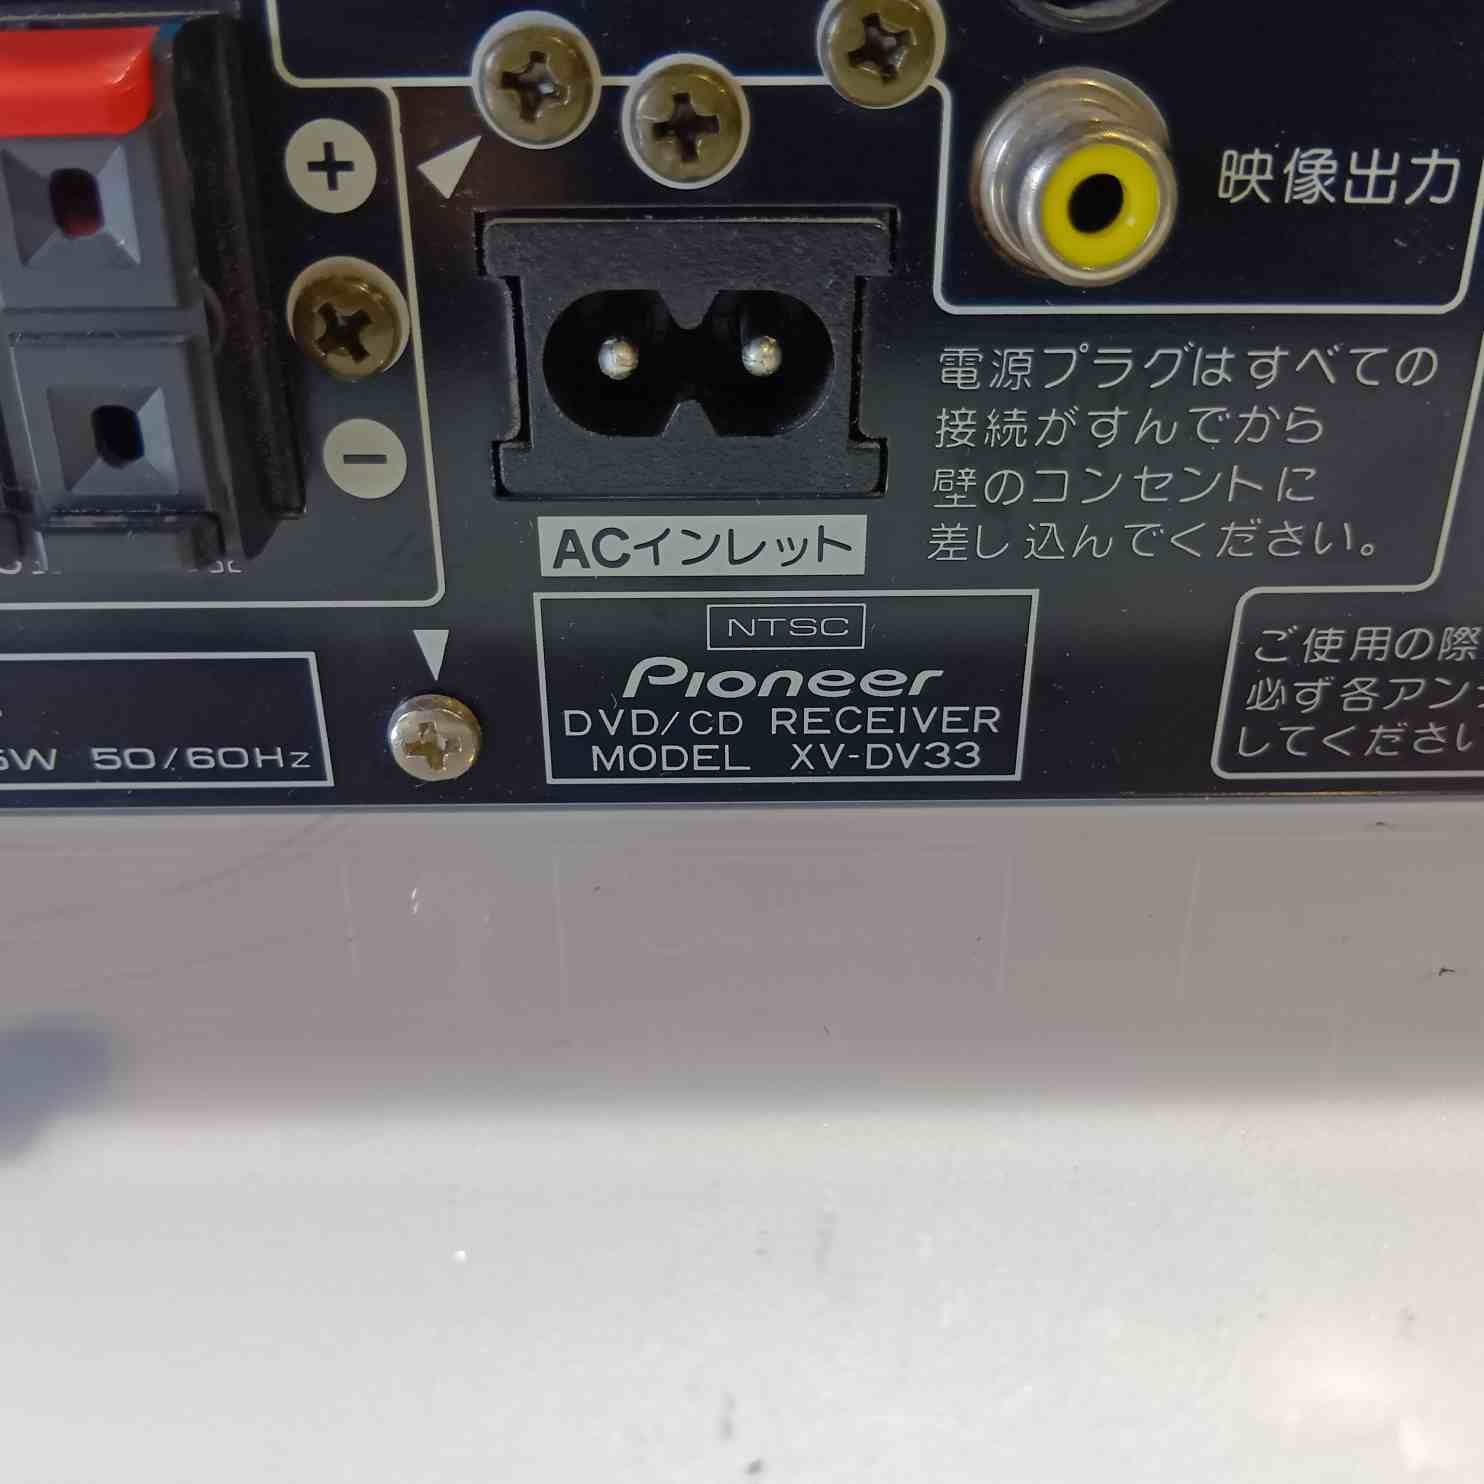 +
−
映像出力
電源プラグはすべての
接続がすんでから
壁のコンセントに
差し込んでください。
ACインレット
NTSC
Pioneer
DVD/CD RECEIVER
MODEL XV-DV33
50/60Hz
ご使用の際
必ず各アン
してください